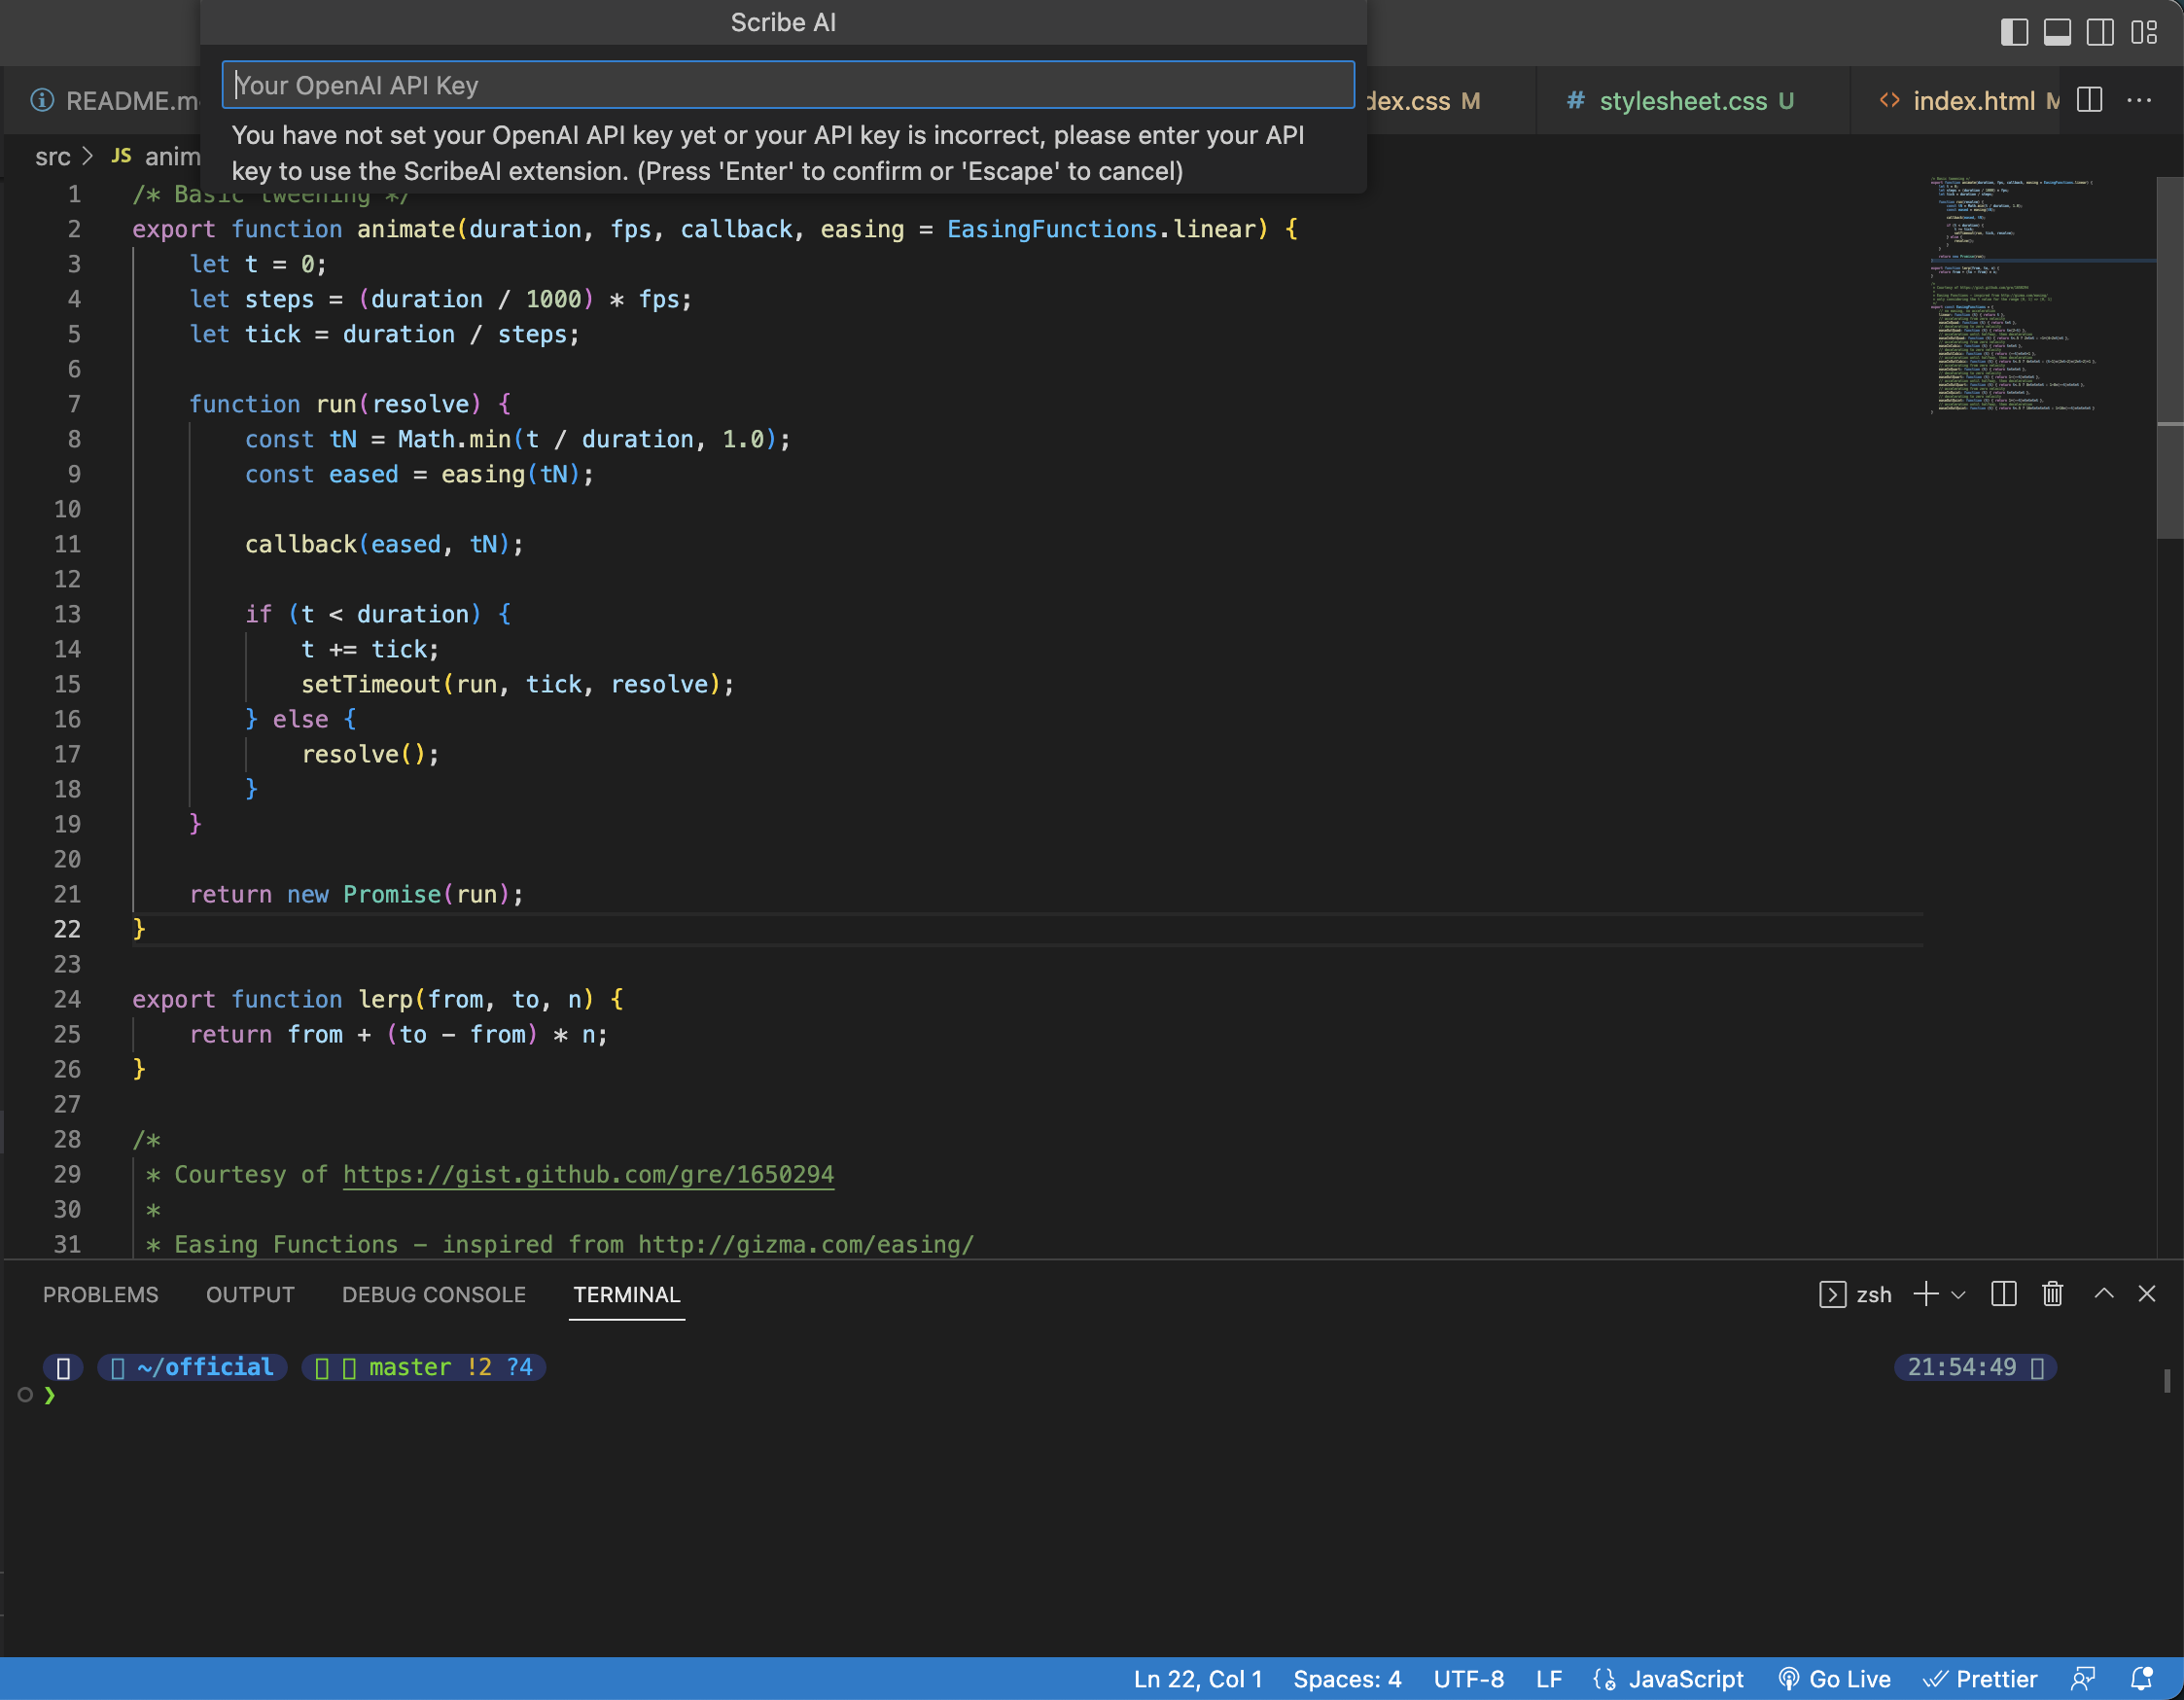 Scribe AI
Your OpenAI API Key
You have not set your OpenAI API key yet or your API key is incorrect, please enter your API
key to use the ScribeAI extension. (Press 'Enter' to confirm or 'Escape' to cancel)
README.m
dex.css M
# stylesheet.css U
<> index.html M
src > JS anim
1 /* Basic tweening */
2 export function animate(duration, fps, callback, easing = EasingFunctions.linear) {
3 let t = 0;
4 let steps = (duration / 1000) * fps;
5 let tick = duration / steps;
6
7 function run(resolve) {
8 const tN = Math.min(t / duration, 1.0);
9 const eased = easing(tN);
10
11 callback(eased, tN);
12
13 if (t < duration) {
14 t += tick;
15 setTimeout(run, tick, resolve);
16 } else {
17 resolve();
18 }
19 }
20
21 return new Promise(run);
22 }
23
24 export function lerp(from, to, n) {
25 return from + (to - from) * n;
26 }
27
28 /*
29 * Courtesy of https://gist.github.com/gre/1650294
30 *
31 * Easing Functions - inspired from http://gizma.com/easing/
PROBLEMS OUTPUT DEBUG CONSOLE TERMINAL zsh
~/official master !2 ?4 21:54:49
❯
Ln 22, Col 1 Spaces: 4 UTF-8 LF JavaScript Go Live Prettier